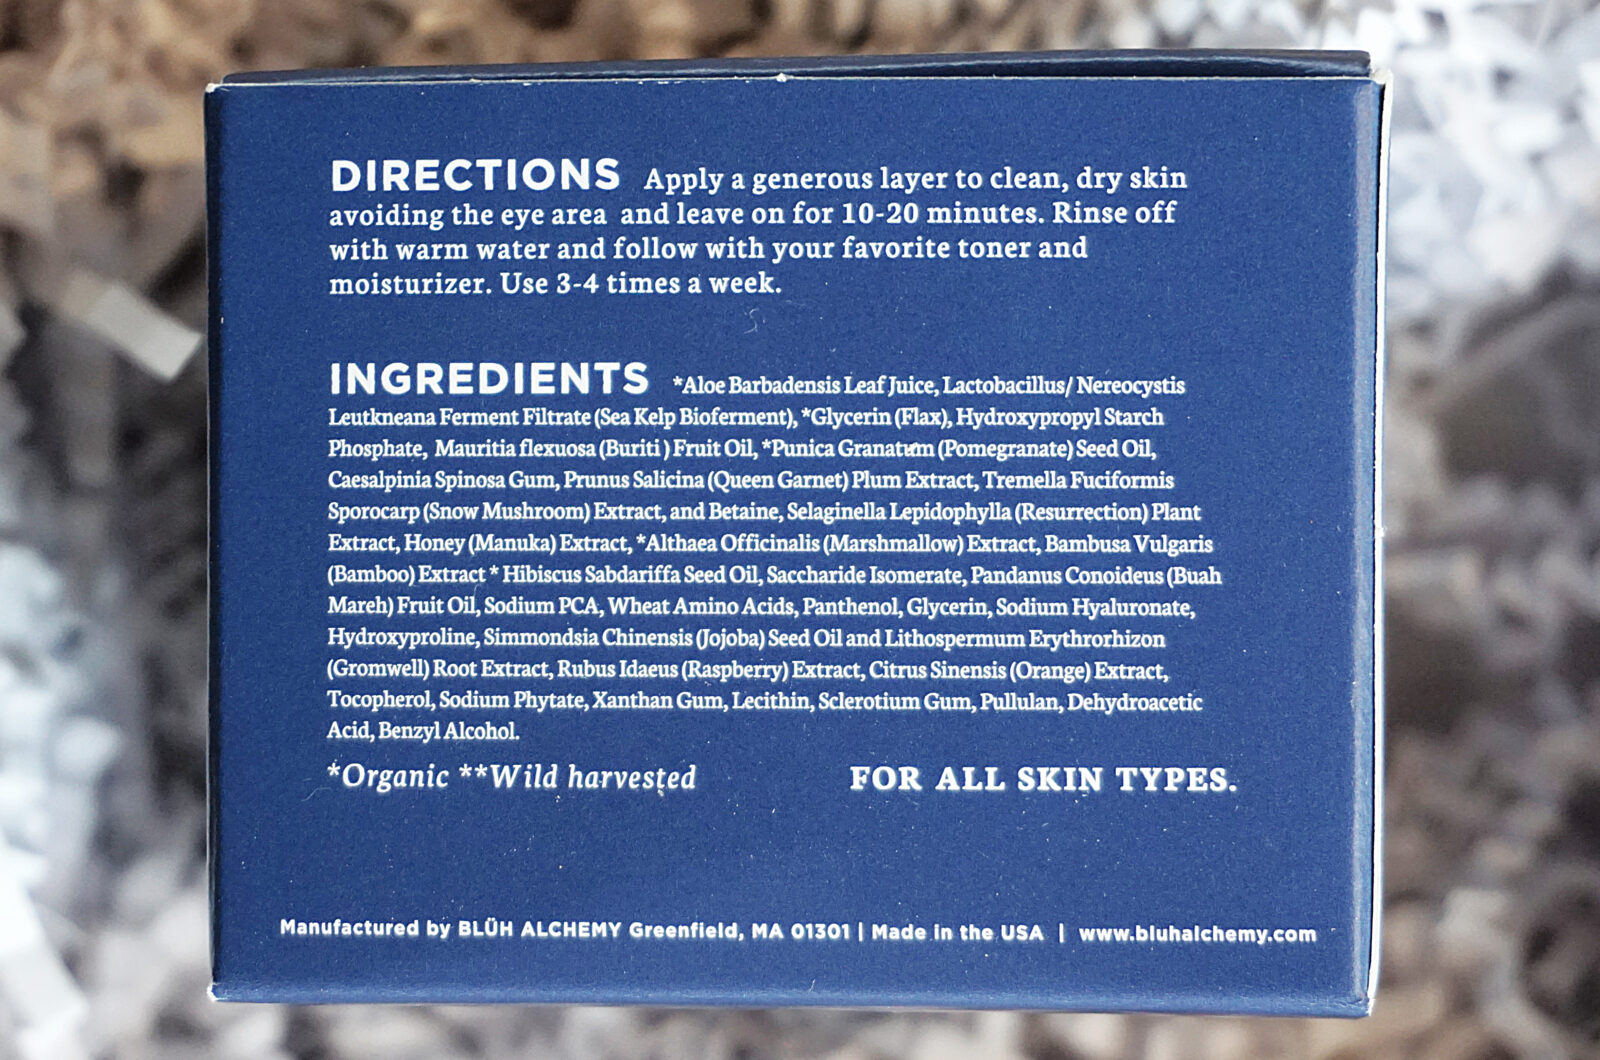 DIRECTIONS Apply a generous layer to clean, dry skin
avoiding the eye area and leave on for 10-20 minutes. Rinse off
with warm water and follow with your favorite toner and
moisturizer. Use 3-4 times a week.
INGREDIENTS *Aloe Barbadensis Leaf Juice, Lactobacillus/ Nereocystis
Leutkneana Ferment Filtrate (Sea Kelp Bioferment), *Glycerin (Flax), Hydroxypropyl Starch
Phosphate, Mauritia flexuosa (Buriti ) Fruit Oil, *Punica Granatum (Pomegranate) Seed Oil,
Caesalpinia Spinosa Gum, Prunus Salicina (Queen Garnet) Plum Extract, Tremella Fuciformis
Sporocarp (Snow Mushroom) Extract, and Betaine, Selaginella Lepidophylla (Resurrection) Plant
Extract, Honey (Manuka) Extract, *Althaea Officinalis (Marshmallow) Extract, Bambusa Vulgaris
(Bamboo) Extract * Hibiscus Sabdariffa Seed Oil, Saccharide Isomerate, Pandanus Conoideus (Buah
Mareh) Fruit Oil, Sodium PCA, Wheat Amino Acids, Panthenol, Glycerin, Sodium Hyaluronate,
Hydroxyproline, Simmondsia Chinensis (Jojoba) Seed Oil and Lithospermum Erythrorhizon
(Gromwell) Root Extract, Rubus Idaeus (Raspberry) Extract, Citrus Sinensis (Orange) Extract,
Tocopherol, Sodium Phytate, Xanthan Gum, Lecithin, Sclerotium Gum, Pullulan, Dehydroacetic
Acid, Benzyl Alcohol.
*Organic **Wild harvested FOR ALL SKIN TYPES.
Manufactured by BLÜH ALCHEMY Greenfield, MA 01301 | Made in the USA | www.bluhalchemy.com